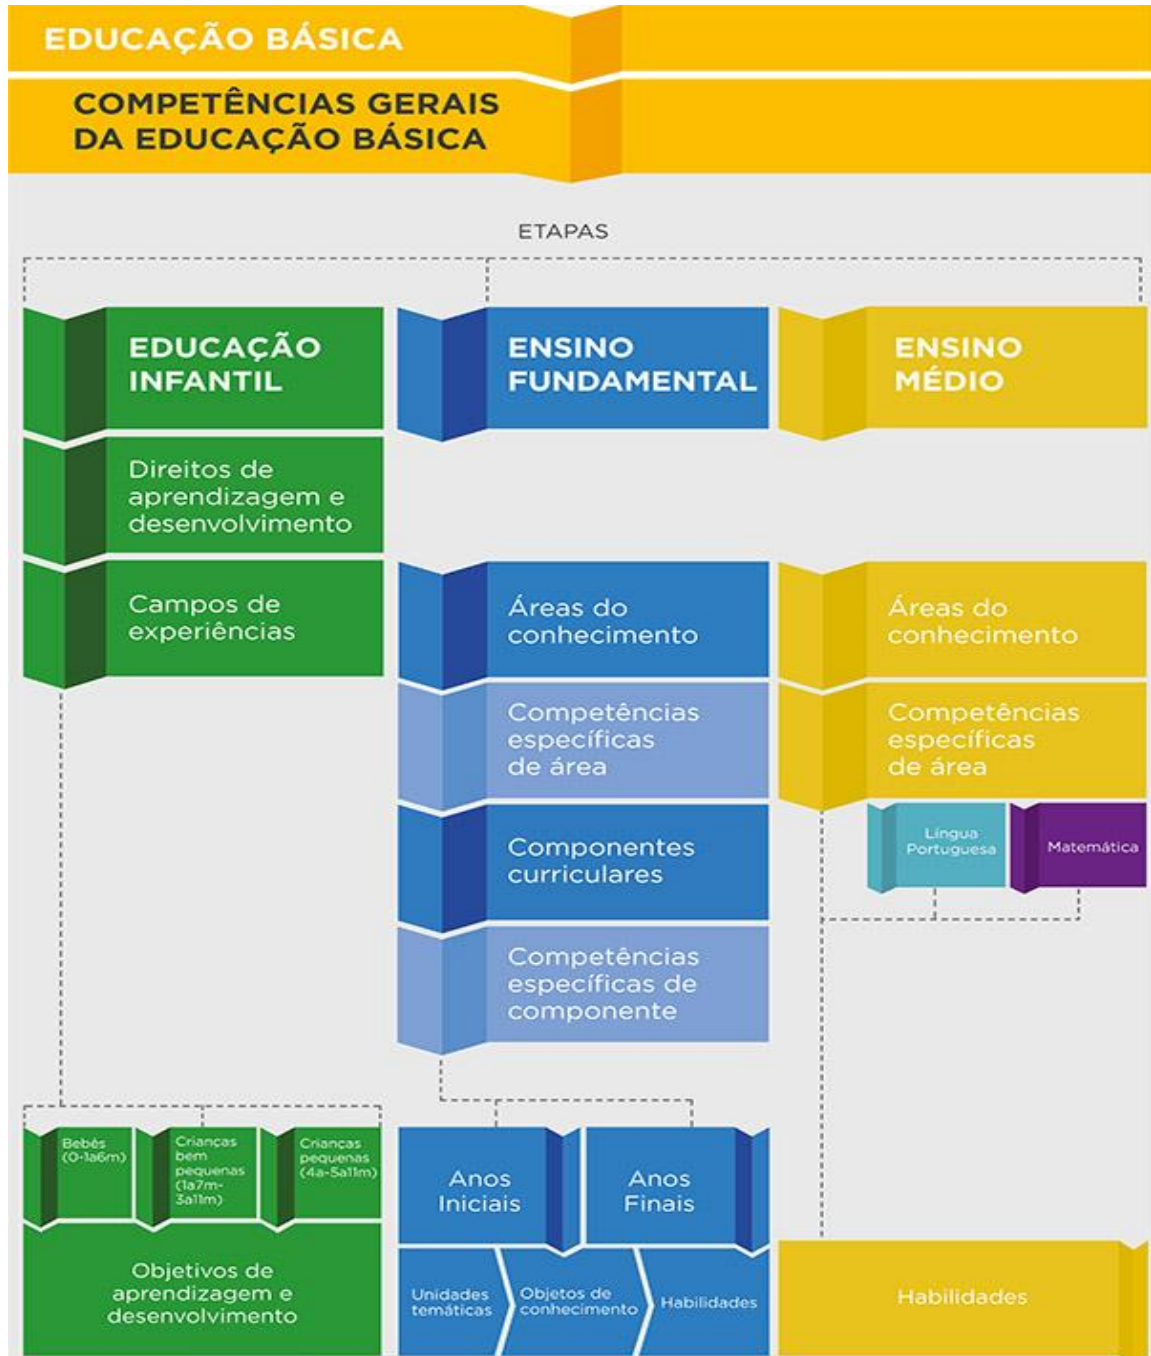 EDUCAÇÃO BÁSICA
COMPETÊNCIAS GERAIS
DA EDUCAÇÃO BÁSICA
ETAPAS
EDUCAÇÃO
INFANTIL
Direitos de
aprendizagem e
desenvolvimento
Campos de
experiências
ENSINO
FUNDAMENTAL
Áreas do
conhecimento
Competências
específicas
de área
Componentes
curriculares
Competências
específicas de
componente
ENSINO
MÉDIO
Áreas do
conhecimento
Competências
específicas
de área
Língua
Portuguesa
Matemática
Bebês
(0-1a6m)
Crianças
bem
pequenas
(1a7m-
3a11m)
Crianças
pequenas
(4a-5a11m)
Objetivos de
aprendizagem e
desenvolvimento
Anos
Iniciais
Anos
Finais
Unidades
temáticas
Objetos de
conhecimento
Habilidades
Habilidades